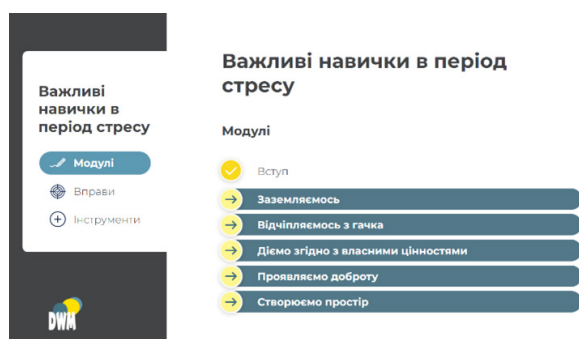 Важливі
навички в
період стресу
Модулі
Вправи
Інструменти
DWM
Важливі навички в період
стресу
Модулі
Вступ
Заземляємось
Відчіпляємось з гачка
Діємо згідно з власними цінностями
Проявляємо доброту
Створюємо простір